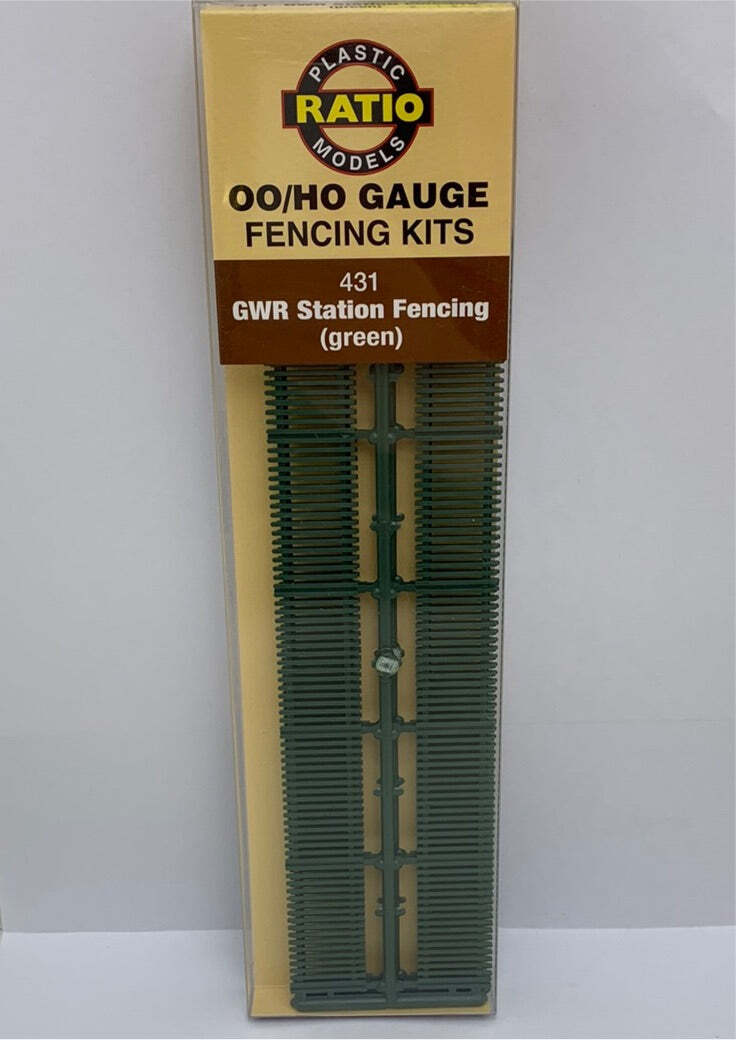 PLASTIC
RATIO
MODELS
OO/HO GAUGE
FENCING KITS
431
GWR Station Fencing
(green)